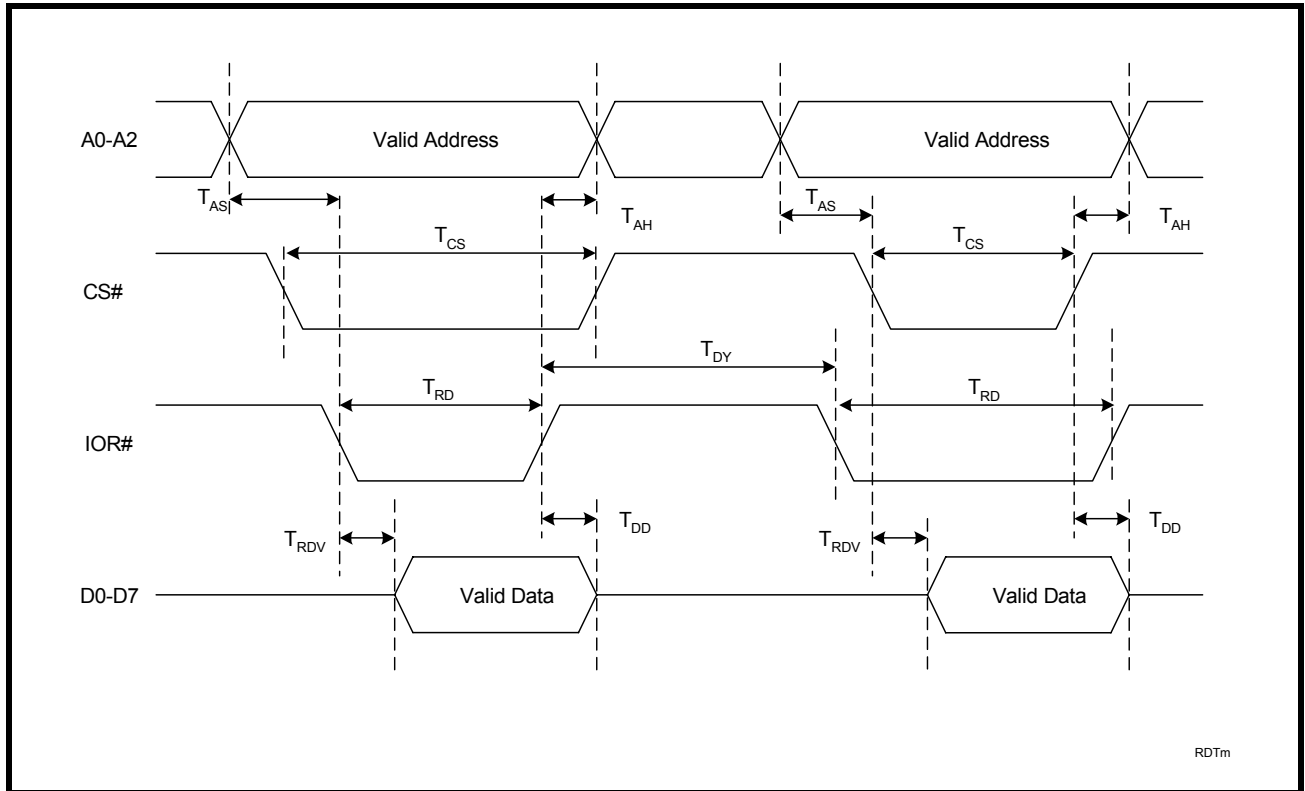 A0-A2
Valid Address
Valid Address
TAS
TAH
TAS
TAH
TCS
TCS
CS#
TDY
TRD
TRD
IOR#
TRDV
TDD
TRDV
TDD
D0-D7
Valid Data
Valid Data
RDTm